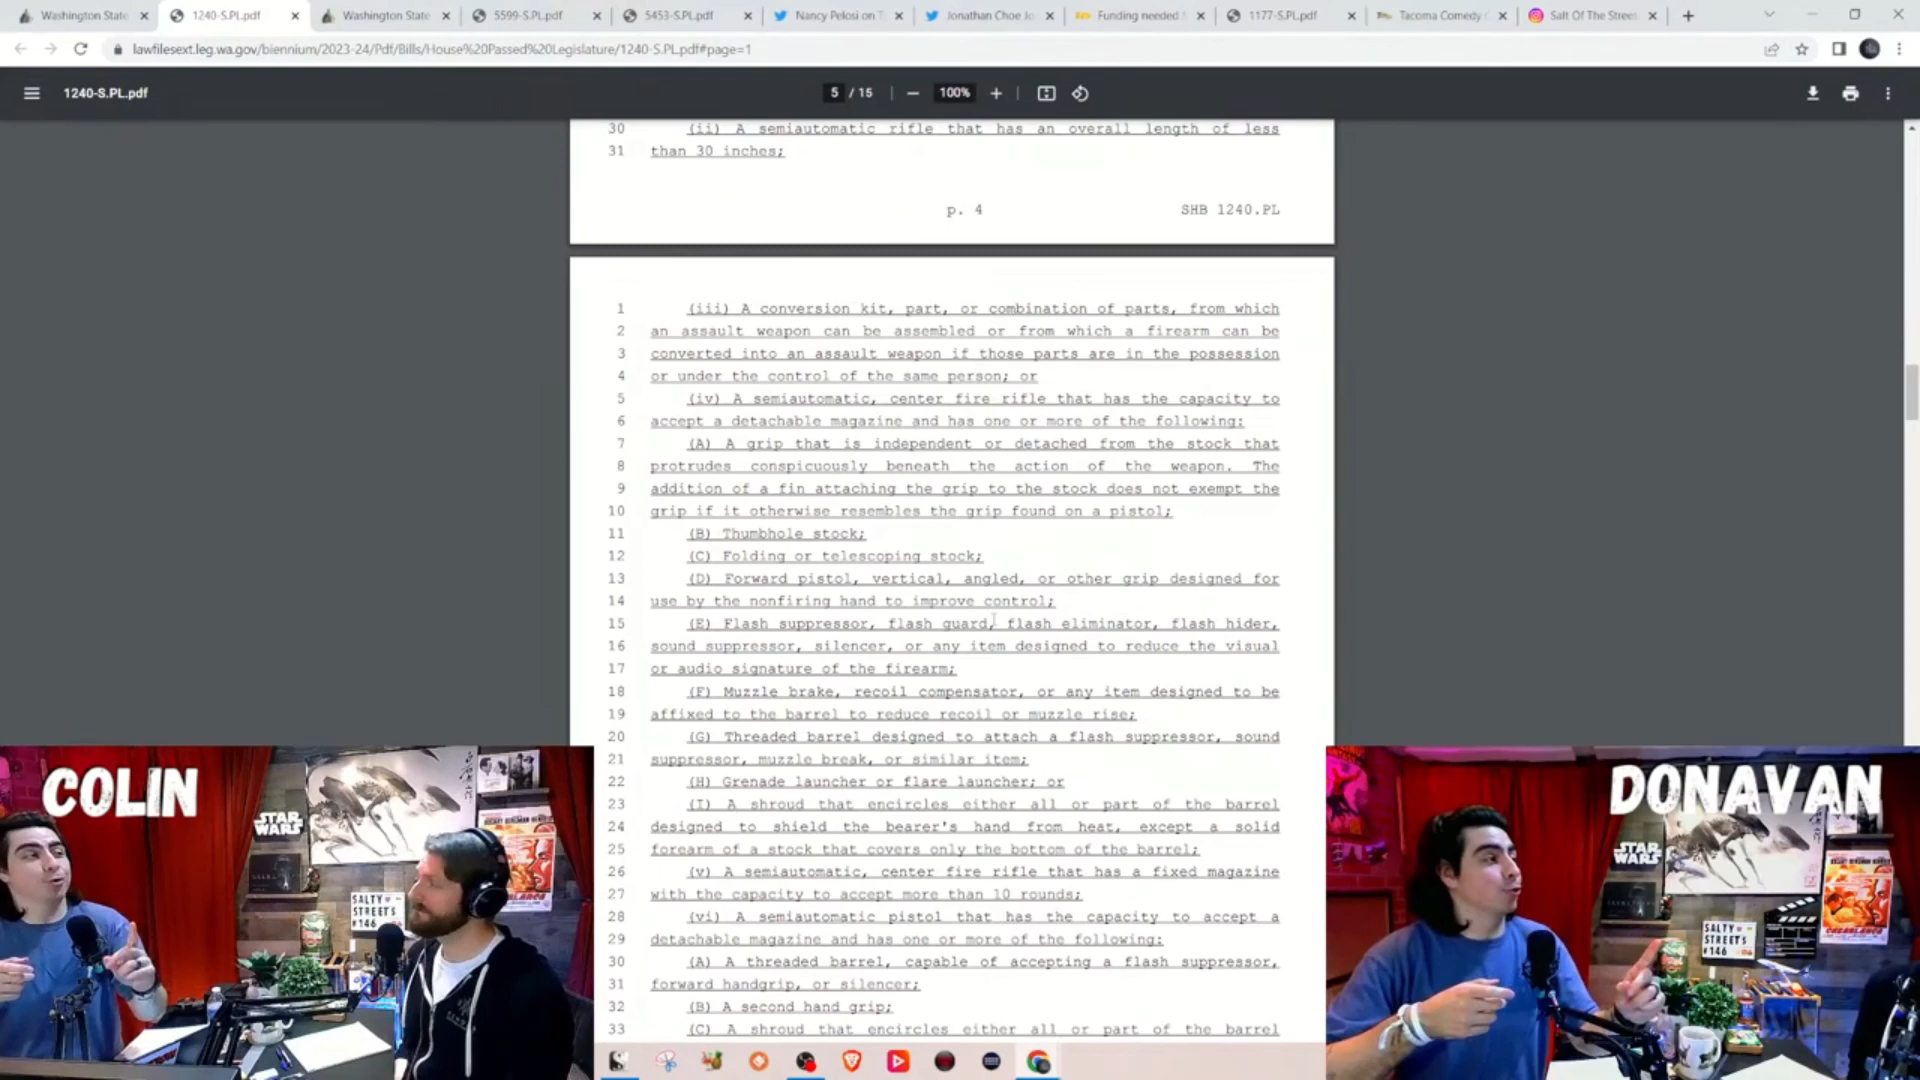 Washington State
1240-S.PL.pdf
Washington State
5599-S.PL.pdf
5453-S.PL.pdf
Nancy Pelosi on T
Jonathan Choe Jo
Funding needed f
1177-S.PL.pdf
Tacoma Comedy C
Salt Of The Street
lawfilesext.leg.wa.gov/biennium/2023-24/Pdf/Bills/House%20Passed%20Legislature/1240-S.PL.pdf#page=1
1240-S.PL.pdf
5 / 15
100%
30 (ii) A semiautomatic rifle that has an overall length of less
31 than 30 inches;
p. 4 SHB 1240.PL
1 (iii) A conversion kit, part, or combination of parts, from which
2 an assault weapon can be assembled or from which a firearm can be
3 converted into an assault weapon if those parts are in the possession
4 or under the control of the same person; or
5 (iv) A semiautomatic, center fire rifle that has the capacity to
6 accept a detachable magazine and has one or more of the following:
7 (A) A grip that is independent or detached from the stock that
8 protrudes conspicuously beneath the action of the weapon. The
9 addition of a fin attaching the grip to the stock does not exempt the
10 grip if it otherwise resembles the grip found on a pistol;
11 (B) Thumbhole stock;
12 (C) Folding or telescoping stock;
13 (D) Forward pistol, vertical, angled, or other grip designed for
14 use by the nonfiring hand to improve control;
15 (E) Flash suppressor, flash guard, flash eliminator, flash hider,
16 sound suppressor, silencer, or any item designed to reduce the visual
17 or audio signature of the firearm;
18 (F) Muzzle brake, recoil compensator, or any item designed to be
19 affixed to the barrel to reduce recoil or muzzle rise;
20 (G) Threaded barrel designed to attach a flash suppressor, sound
21 suppressor, muzzle break, or similar item;
22 (H) Grenade launcher or flare launcher; or
23 (I) A shroud that encircles either all or part of the barrel
24 designed to shield the bearer's hand from heat, except a solid
25 forearm of a stock that covers only the bottom of the barrel;
26 (v) A semiautomatic, center fire rifle that has a fixed magazine
27 with the capacity to accept more than 10 rounds;
28 (vi) A semiautomatic pistol that has the capacity to accept a
29 detachable magazine and has one or more of the following:
30 (A) A threaded barrel, capable of accepting a flash suppressor,
31 forward handgrip, or silencer;
32 (B) A second hand grip;
33 (C) A shroud that encircles either all or part of the barrel
COLIN
STAR
WARS
CASABLANCA
SALTY
STREETS
#146
DONAVAN
STAR
WARS
CASABLANCA
SALTY
STREETS
#146